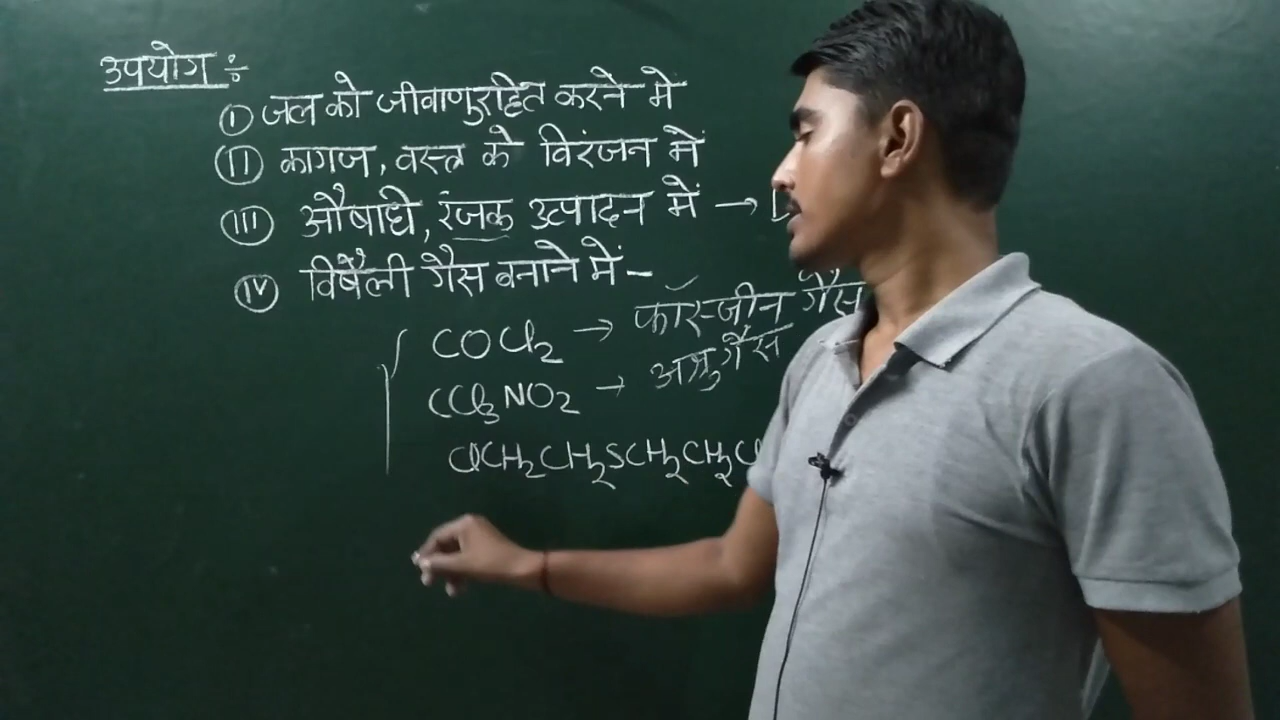 उपयोग ÷
(I) जल को जीवाणुरहित करने में
(II) कागज, वस्त्र के विरंजन में
(III) औषधि, रंजक उत्पादन में →
(IV) विषैली गैस बनाने में -
COCl₂ → फॉस्जीन गैस
CCl₃NO₂ → अश्रु गैस
ClCH₂CH₂SCH₂CH₂Cl